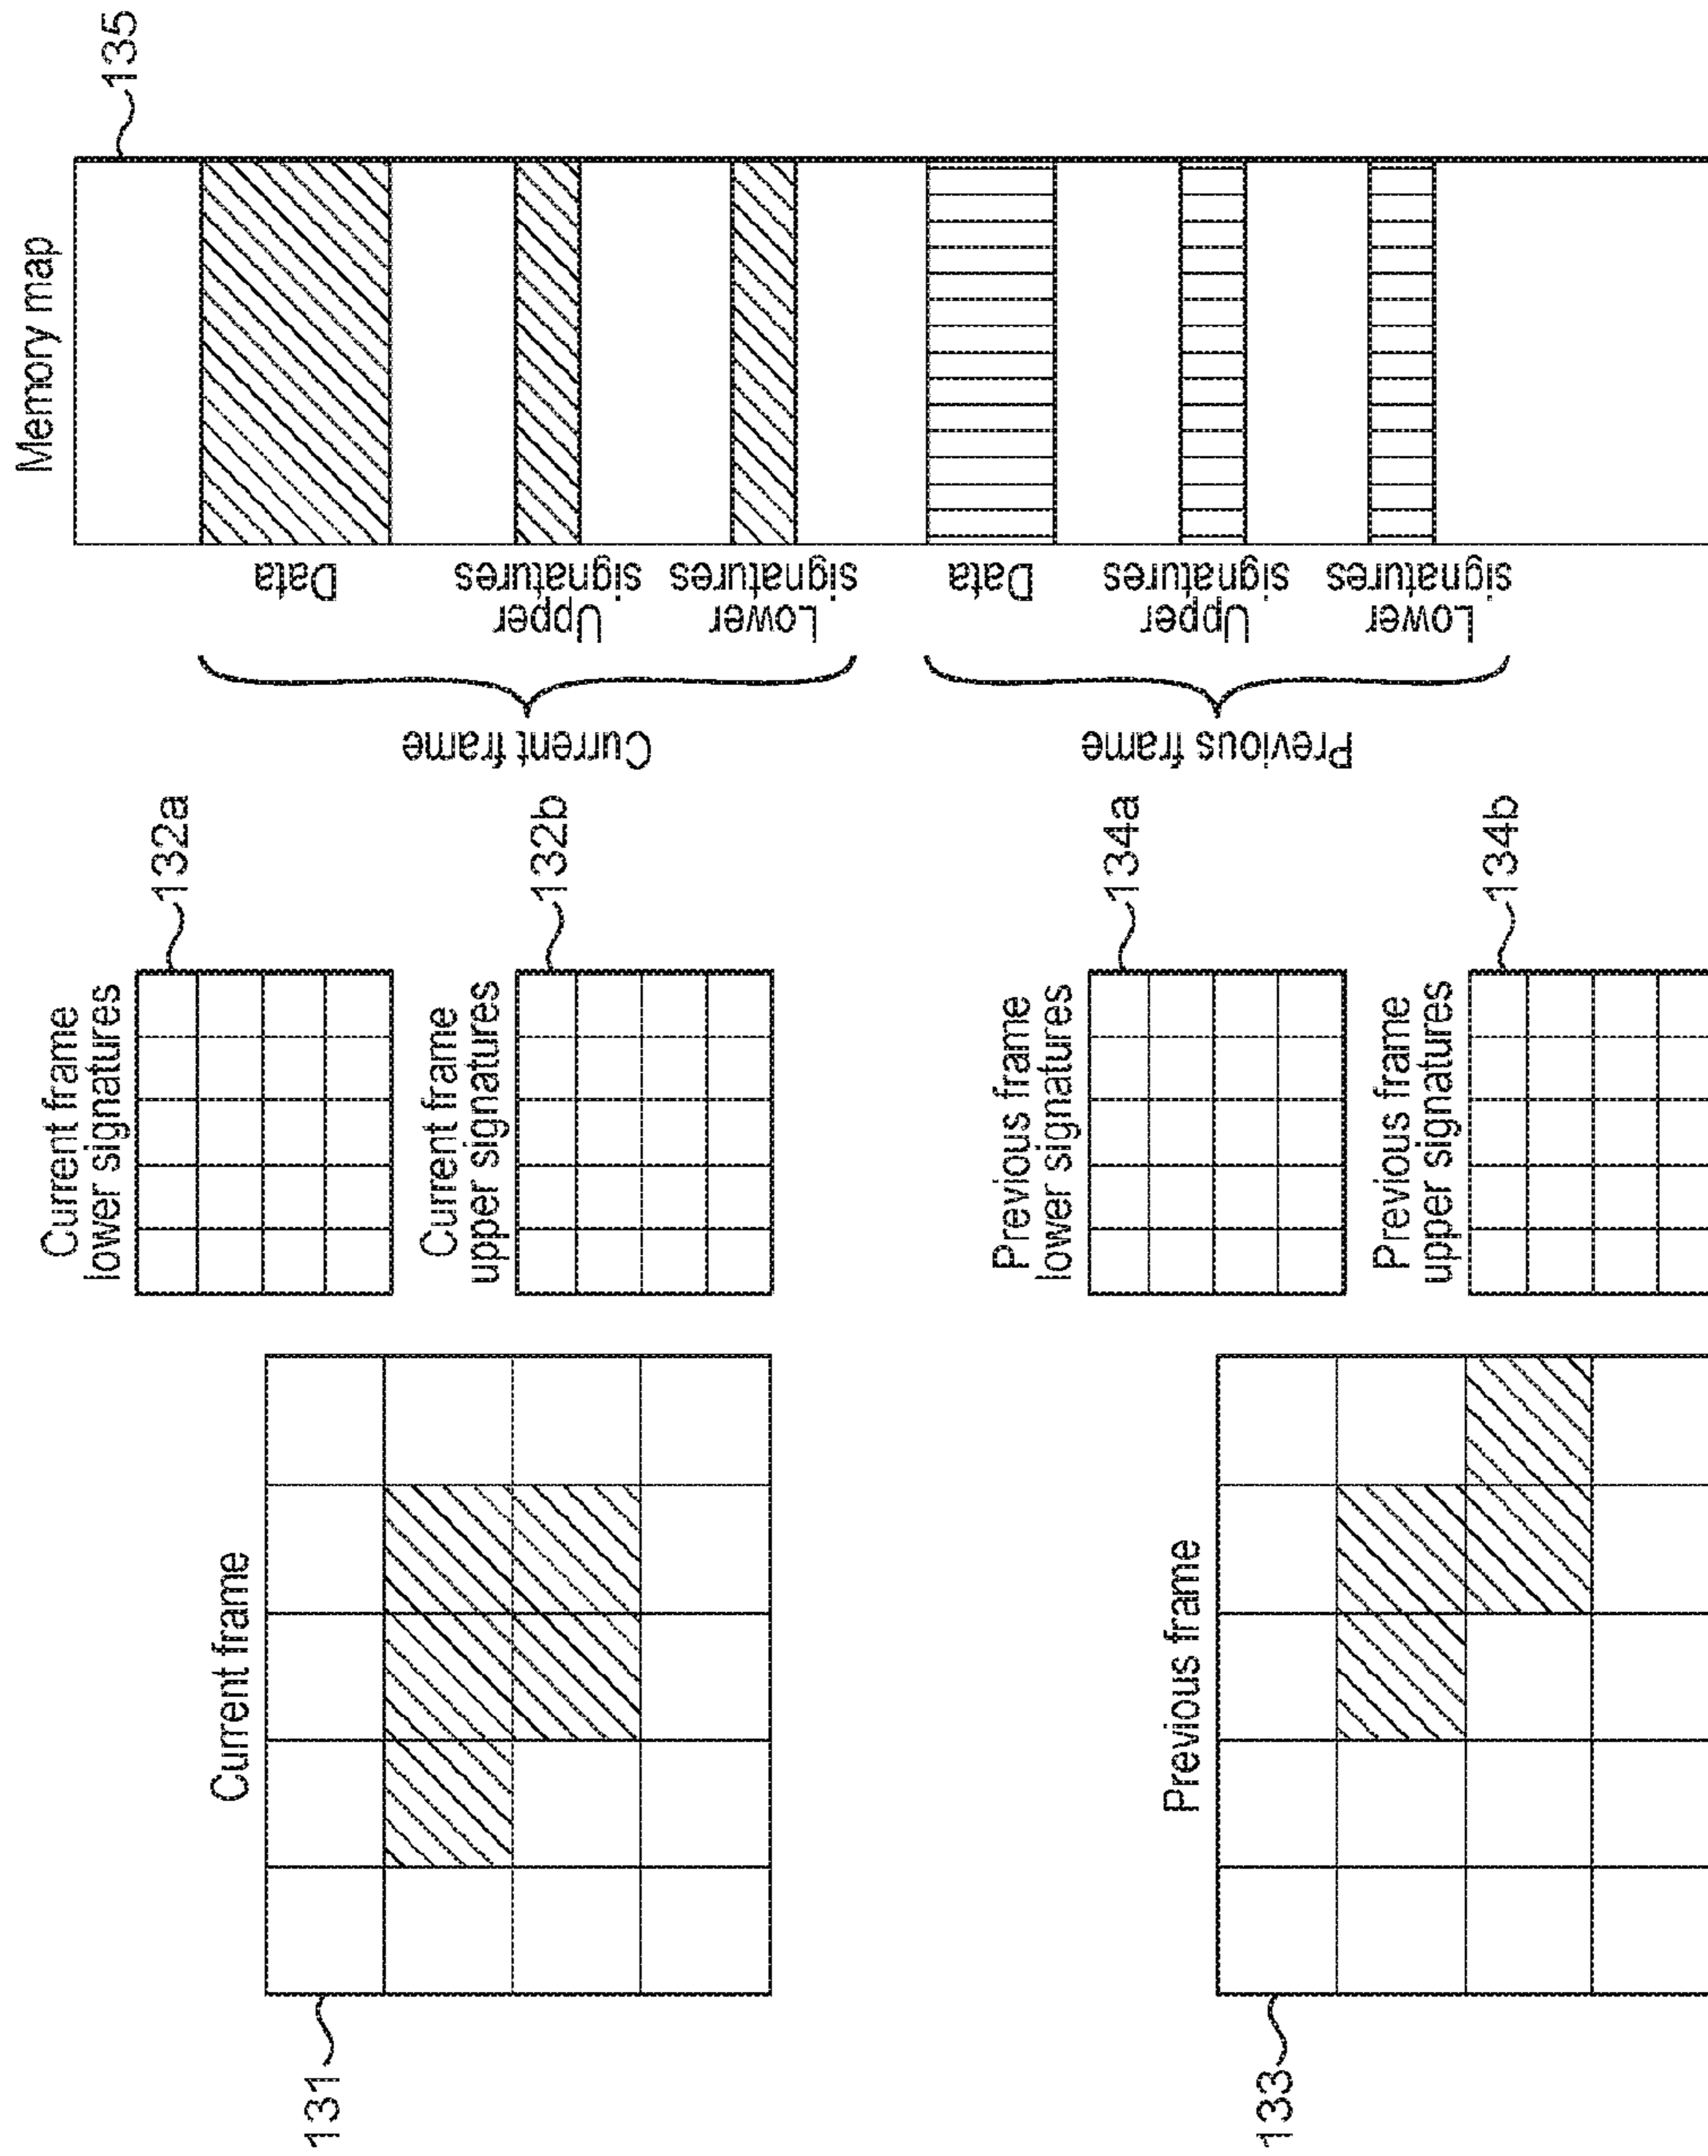 131
Current frame
Current frame
lower signatures
132a
Current frame
upper signatures
132b
133
Previous frame
Previous frame
lower signatures
134a
Previous frame
upper signatures
134b
Memory map
135
Current frame
Data
Upper
signatures
Lower
signatures
Previous frame
Data
Upper
signatures
Lower
signatures